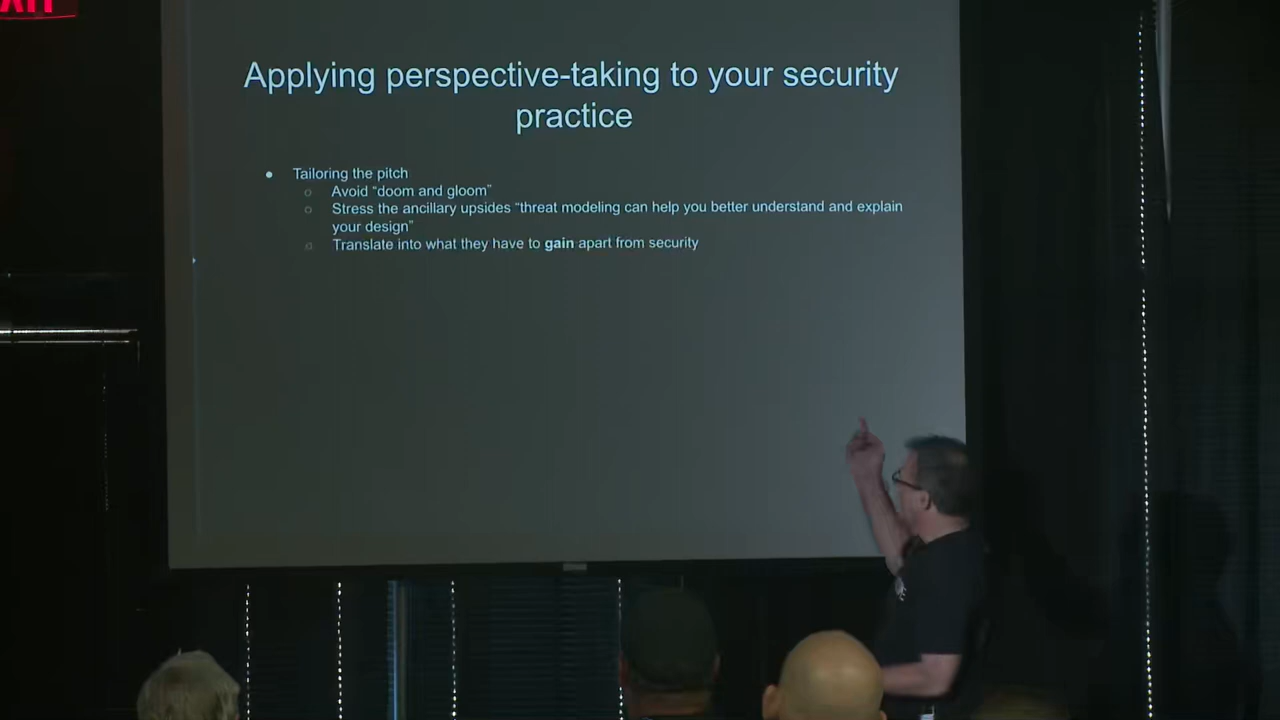 EXIT
Applying perspective-taking to your security
practice
● Tailoring the pitch
○ Avoid “doom and gloom”
○ Stress the ancillary upsides “threat modeling can help you better understand and explain
your design”
○ Translate into what they have to gain apart from security